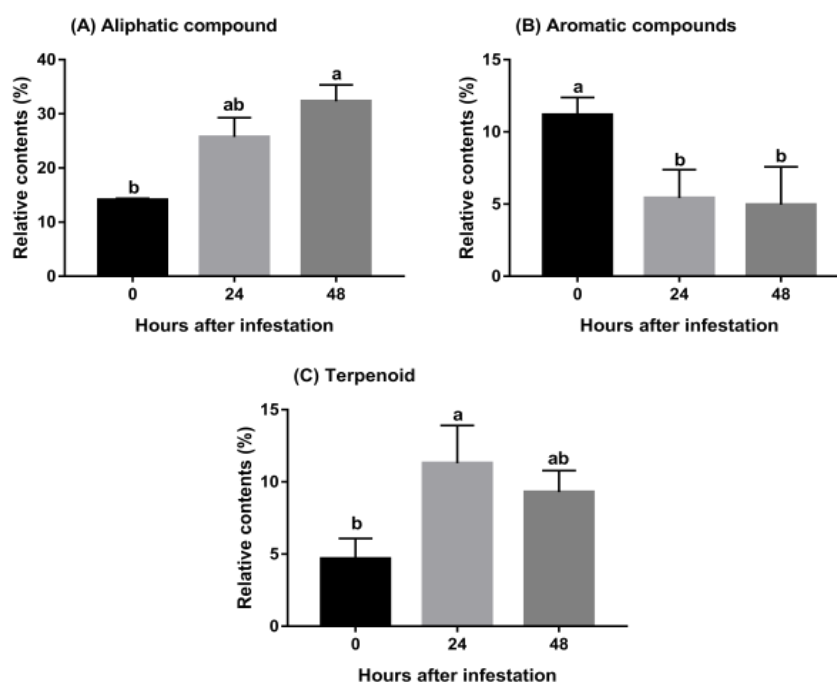 (A) Aliphatic compound
Relative contents (%)
40
30
20
10
0
b
ab
a
0 24 48
Hours after infestation
(B) Aromatic compounds
Relative contents (%)
15
10
5
0
a
b
b
0 24 48
Hours after infestation
(C) Terpenoid
Relative contents (%)
15
10
5
0
b
a
ab
0 24 48
Hours after infestation